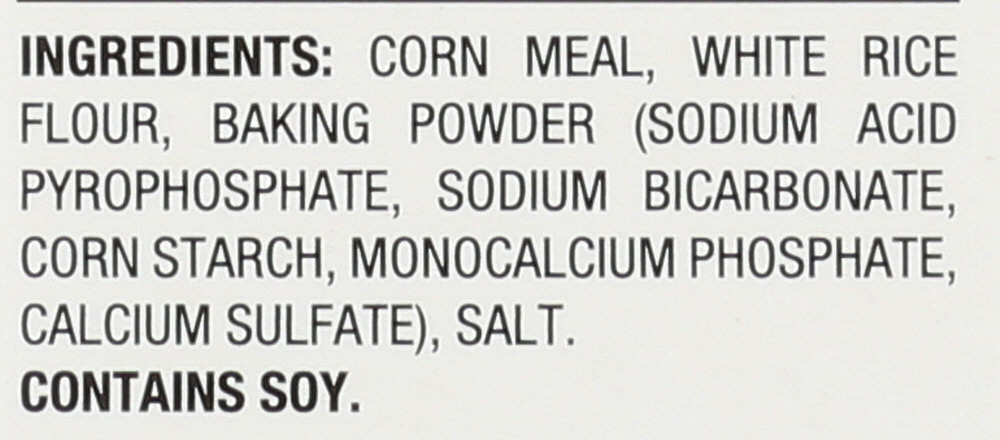 INGREDIENTS: CORN MEAL, WHITE RICE
FLOUR, BAKING POWDER (SODIUM ACID
PYROPHOSPHATE, SODIUM BICARBONATE,
CORN STARCH, MONOCALCIUM PHOSPHATE,
CALCIUM SULFATE), SALT.
CONTAINS SOY.